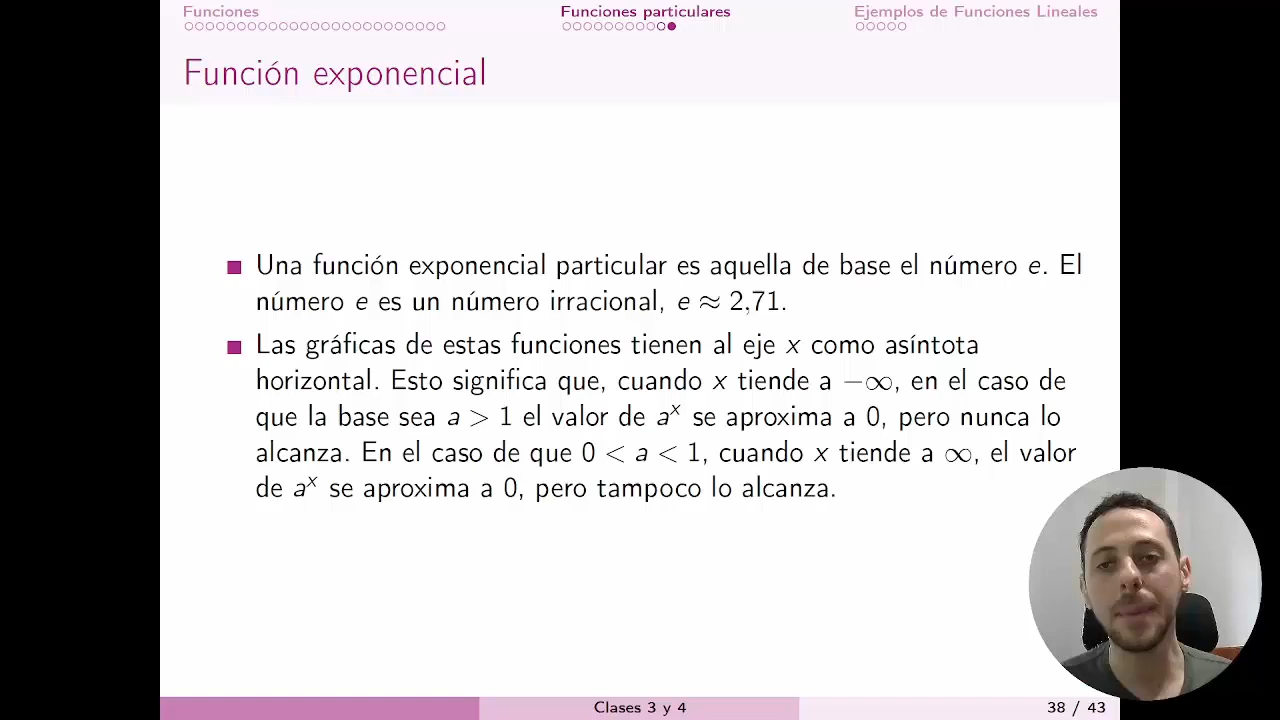 Funciones
Funciones particulares
Ejemplos de Funciones Lineales
Función exponencial
Una función exponencial particular es aquella de base el número e. El
número e es un número irracional, e ≈ 2,71.
Las gráficas de estas funciones tienen al eje x como asíntota
horizontal. Esto significa que, cuando x tiende a −∞, en el caso de
que la base sea a > 1 el valor de aˣ se aproxima a 0, pero nunca lo
alcanza. En el caso de que 0 < a < 1, cuando x tiende a ∞, el valor
de aˣ se aproxima a 0, pero tampoco lo alcanza.
Clases 3 y 4
38 / 43